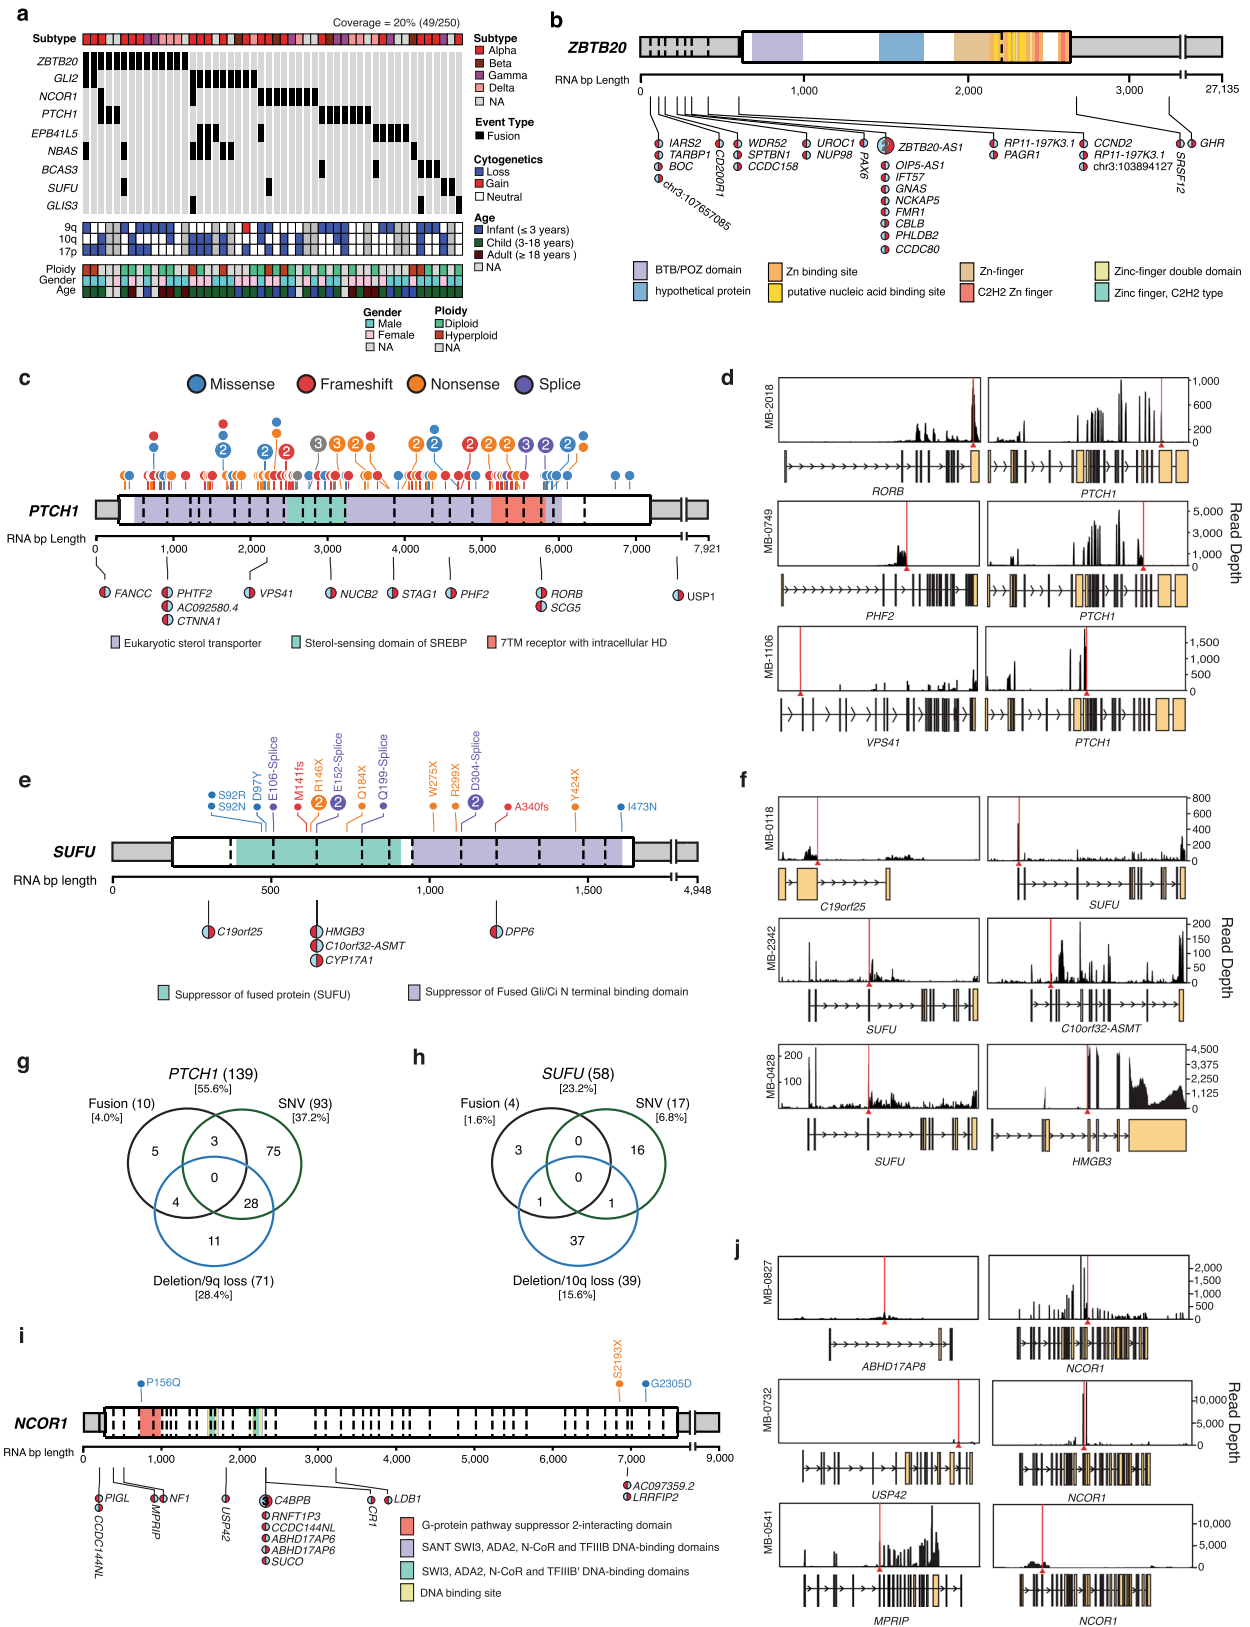 a
Coverage = 20% (49/250)
Subtype
ZBTB20
GLI2
NCOR1
PTCH1
EPB41L5
NBAS
BCAS3
SUFU
GLIS3
9q
10q
17p
Ploidy
Gender
Age
Subtype
Alpha
Beta
Gamma
Delta
NA
Event Type
Fusion
Cytogenetics
Loss
Gain
Neutral
Age
Infant (≤ 3 years)
Child (3-18 years)
Adult (≥ 18 years )
NA
Gender
Male
Female
NA
Ploidy
Diploid
Hyperploid
NA
b
ZBTB20
RNA bp Length
0
1,000
2,000
3,000
27,135
IARS2
TARBP1
BOC
chr3:107657085
CD200R1
WDR52
SPTBN1
CCDC158
UROC1
NUP98
PAX6
ZBTB20-AS1
OIP5-AS1
IFT57
GNAS
NCKAP5
FMR1
CBLB
PHLDB2
CCDC80
RP11-197K3.1
PAGR1
CCND2
RP11-197K3.1
chr3:103894127
SRSF12
GHR
BTB/POZ domain
hypothetical protein
Zn binding site
putative nucleic acid binding site
Zn-finger
C2H2 Zn finger
Zinc-finger double domain
Zinc finger, C2H2 type
c
Missense
Frameshift
Nonsense
Splice
2 2 2 3 3 2 2 2 2 2 2 3 2 2
PTCH1
RNA bp Length
0
1,000
2,000
3,000
4,000
5,000
6,000
7,000
7,921
FANCC
PHTF2
AC092580.4
CTNNA1
VPS41
NUCB2
STAG1
PHF2
RORB
SCG5
USP1
Eukaryotic sterol transporter
Sterol-sensing domain of SREBP
7TM receptor with intracellular HD
d
MB-2018
RORB
PTCH1
1,000
600
200
0
MB-0749
PHF2
PTCH1
5,000
3,000
1,000
0
MB-1106
VPS41
PTCH1
1,500
1,000
500
0
Read Depth
e
S92R
S92N
D97Y
E106-Splice
M141fs
R146X
2
E152-Splice
2
Q184X
Q199-Splice
W275X
R299X
D304-Splice
2
A340fs
Y424X
I473N
SUFU
RNA bp length
0
500
1,000
1,500
4,948
C19orf25
HMGB3
C10orf32-ASMT
CYP17A1
DPP6
Suppressor of fused protein (SUFU)
Suppressor of Fused Gli/Ci N terminal binding domain
f
MB-0118
C19orf25
SUFU
800
600
400
200
0
MB-2342
SUFU
C10orf32-ASMT
200
150
100
50
0
MB-0428
200
100
SUFU
HMGB3
4,500
3,375
2,250
1,125
0
Read Depth
g
PTCH1 (139)
[55.6%]
Fusion (10)
[4.0%]
SNV (93)
[37.2%]
5
3
75
0
4
28
11
Deletion/9q loss (71)
[28.4%]
h
SUFU (58)
[23.2%]
Fusion (4)
[1.6%]
SNV (17)
[6.8%]
3
0
16
0
1
1
37
Deletion/10q loss (39)
[15.6%]
i
P156Q
S2193X
G2305D
NCOR1
RNA bp length
0
1,000
2,000
3,000
4,000
5,000
6,000
7,000
9,000
PIGL
CCDC144NL
MPRIP
NF1
USP42
3
C4BPB
RNFT1P3
CCDC144NL
ABHD17AP6
ABHD17AP6
SUCO
CR1
LDB1
AC097359.2
LRRFIP2
G-protein pathway suppressor 2-interacting domain
SANT SWI3, ADA2, N-CoR and TFIIIB DNA-binding domains
SWI3, ADA2, N-CoR and TFIIIB' DNA-binding domains
DNA binding site
j
MB-0827
ABHD17AP8
NCOR1
2,000
1,500
1,000
500
0
MB-0732
USP42
NCOR1
10,000
5,000
0
MB-0541
MPRIP
NCOR1
10,000
5,000
0
Read Depth